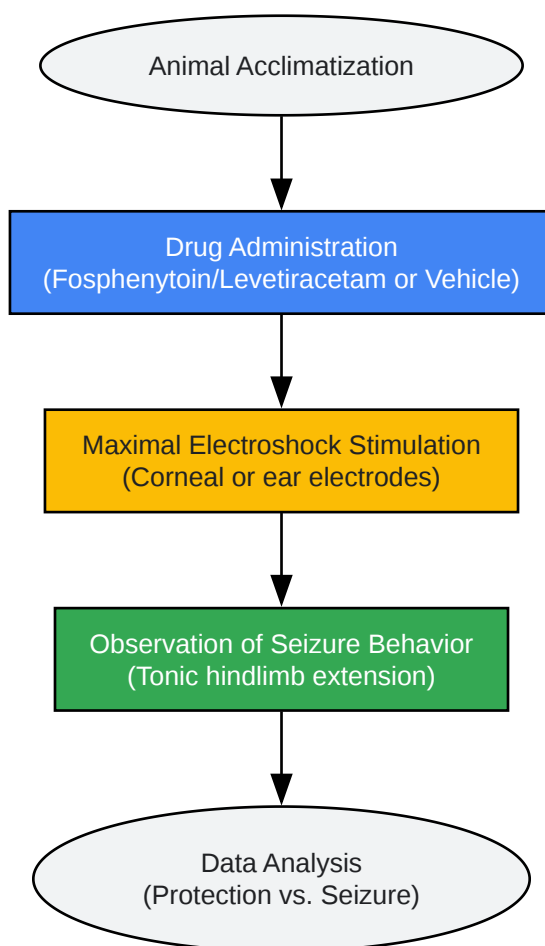 Animal Acclimatization
Drug Administration
(Fosphenytoin/Levetiracetam or Vehicle)
Maximal Electroshock Stimulation
(Corneal or ear electrodes)
Observation of Seizure Behavior
(Tonic hindlimb extension)
Data Analysis
(Protection vs. Seizure)